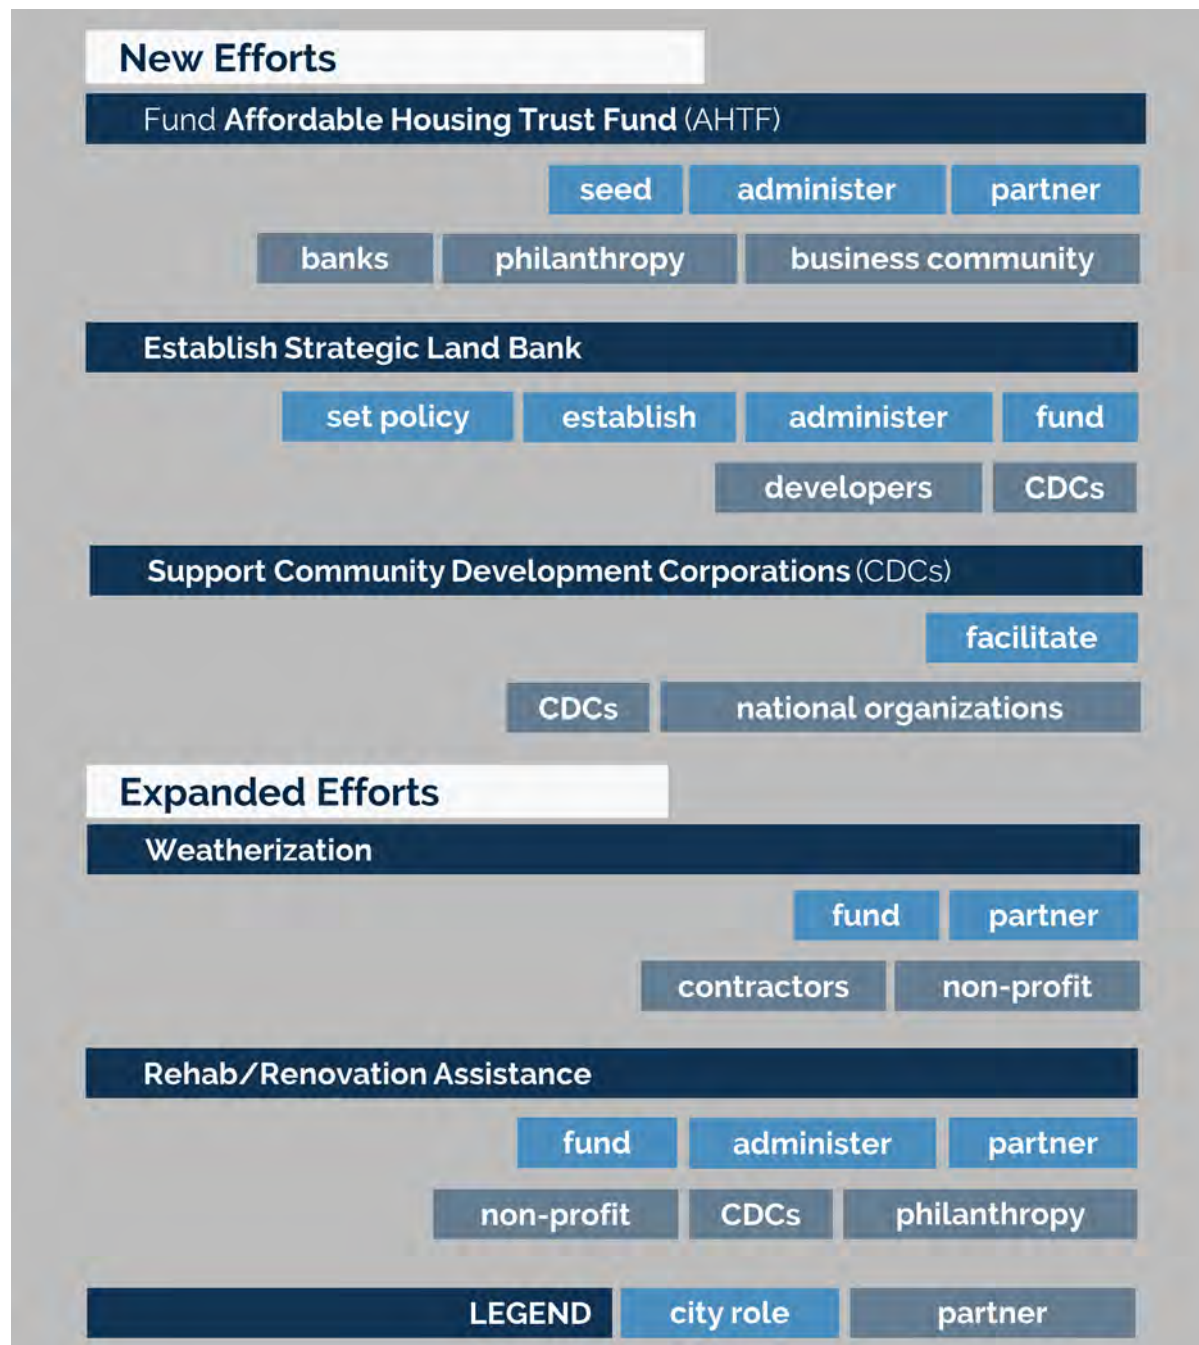 New Efforts
Fund Affordable Housing Trust Fund (AHTF)
seed administer partner
banks philanthropy business community
Establish Strategic Land Bank
set policy establish administer fund
developers CDCs
Support Community Development Corporations (CDCs)
facilitate
CDCs national organizations
Expanded Efforts
Weatherization
fund partner
contractors non-profit
Rehab/Renovation Assistance
fund administer partner
non-profit CDCs philanthropy
LEGEND city role partner